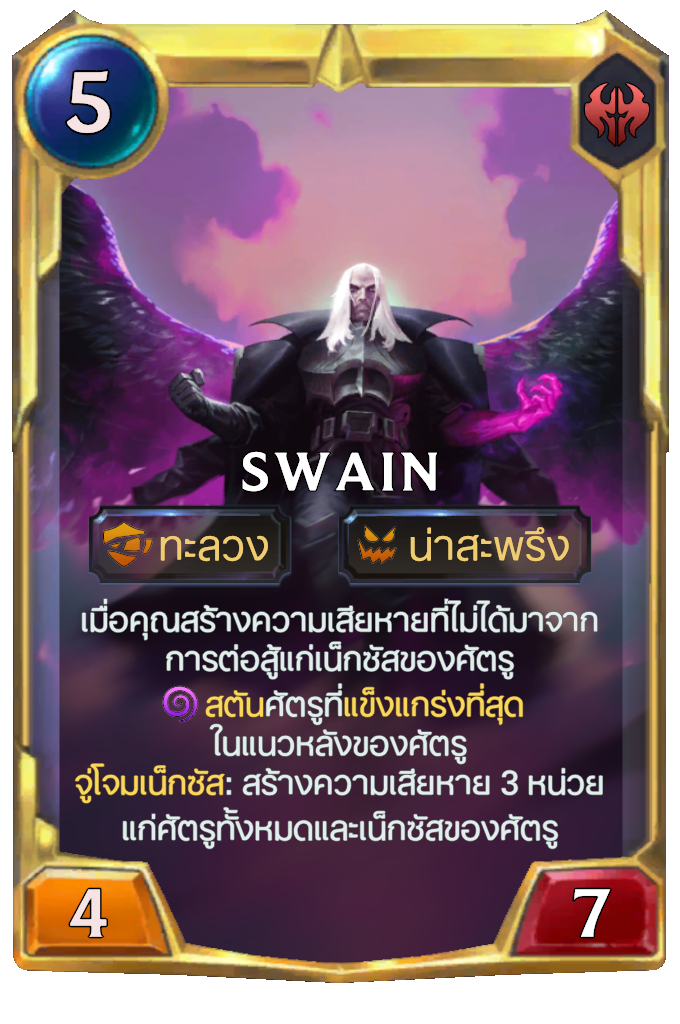 5
SWAIN
ทะลวง
น่าสะพรึง
เมื่อคุณสร้างความเสียหายที่ไม่ได้มาจาก
การต่อสู้แก่เน็กซัสของศัตรู
สตันศัตรูที่แข็งแกร่งที่สุด
ในแนวหลังของศัตรู
จู่โจมเน็กซัส: สร้างความเสียหาย 3 หน่วย
แก่ศัตรูทั้งหมดและเน็กซัสของศัตรู
4
7